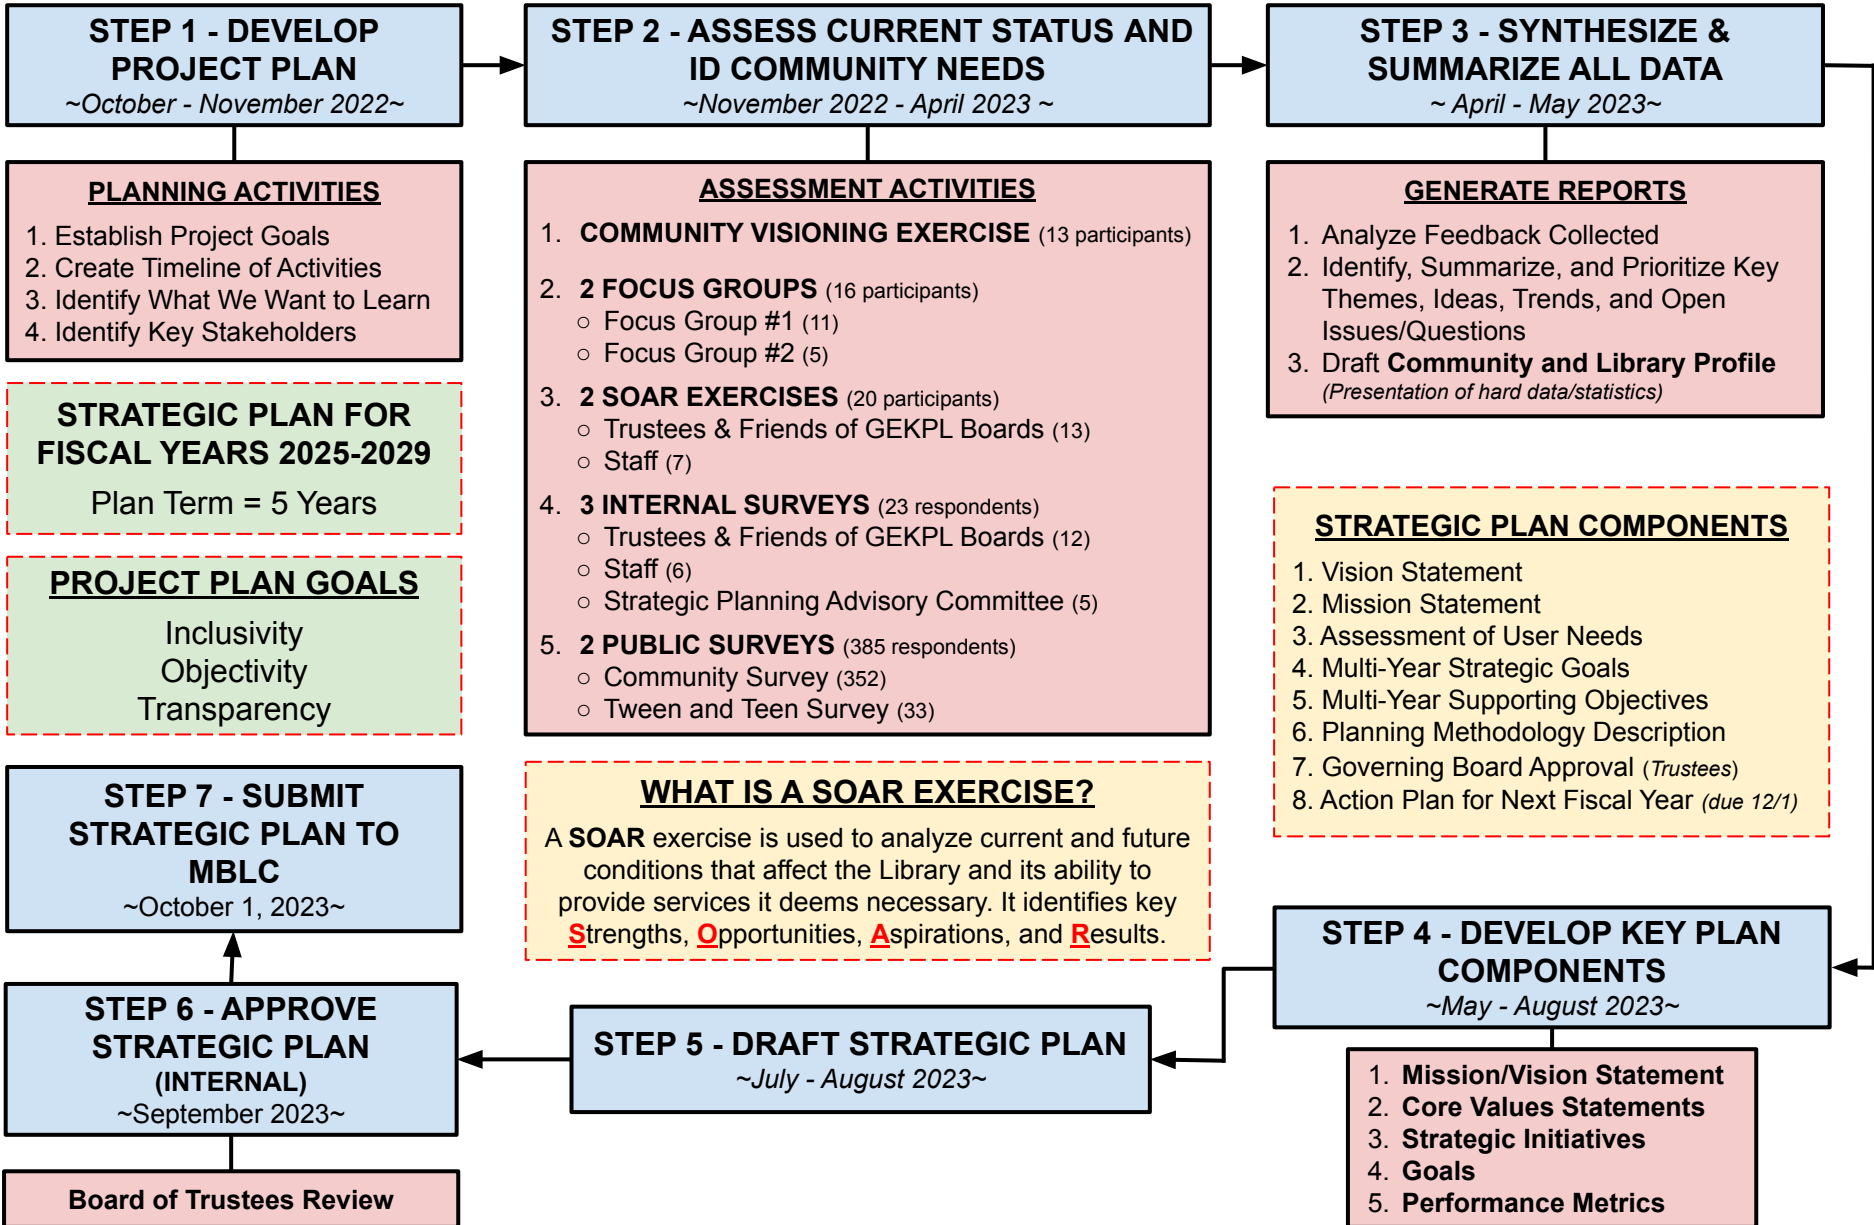 STEP 1 - DEVELOP
PROJECT PLAN
~October - November 2022~
STEP 2 - ASSESS CURRENT STATUS AND
ID COMMUNITY NEEDS
~November 2022 - April 2023 ~
STEP 3 - SYNTHESIZE &
SUMMARIZE ALL DATA
~ April - May 2023~
PLANNING ACTIVITIES
1. Establish Project Goals
2. Create Timeline of Activities
3. Identify What We Want to Learn
4. Identify Key Stakeholders
ASSESSMENT ACTIVITIES
1. COMMUNITY VISIONING EXERCISE (13 participants)
2. 2 FOCUS GROUPS (16 participants)
○ Focus Group #1 (11)
○ Focus Group #2 (5)
3. 2 SOAR EXERCISES (20 participants)
○ Trustees & Friends of GEKPL Boards (13)
○ Staff (7)
4. 3 INTERNAL SURVEYS (23 respondents)
○ Trustees & Friends of GEKPL Boards (12)
○ Staff (6)
○ Strategic Planning Advisory Committee (5)
5. 2 PUBLIC SURVEYS (385 respondents)
○ Community Survey (352)
○ Tween and Teen Survey (33)
GENERATE REPORTS
1. Analyze Feedback Collected
2. Identify, Summarize, and Prioritize Key
Themes, Ideas, Trends, and Open
Issues/Questions
3. Draft Community and Library Profile
(Presentation of hard data/statistics)
STRATEGIC PLAN FOR
FISCAL YEARS 2025-2029
Plan Term = 5 Years
PROJECT PLAN GOALS
Inclusivity
Objectivity
Transparency
STRATEGIC PLAN COMPONENTS
1. Vision Statement
2. Mission Statement
3. Assessment of User Needs
4. Multi-Year Strategic Goals
5. Multi-Year Supporting Objectives
6. Planning Methodology Description
7. Governing Board Approval (Trustees)
8. Action Plan for Next Fiscal Year (due 12/1)
WHAT IS A SOAR EXERCISE?
A SOAR exercise is used to analyze current and future
conditions that affect the Library and its ability to
provide services it deems necessary. It identifies key
Strengths, Opportunities, Aspirations, and Results.
STEP 4 - DEVELOP KEY PLAN
COMPONENTS
~May - August 2023~
1. Mission/Vision Statement
2. Core Values Statements
3. Strategic Initiatives
4. Goals
5. Performance Metrics
STEP 5 - DRAFT STRATEGIC PLAN
~July - August 2023~
STEP 6 - APPROVE
STRATEGIC PLAN
(INTERNAL)
~September 2023~
Board of Trustees Review
STEP 7 - SUBMIT
STRATEGIC PLAN TO
MBLC
~October 1, 2023~